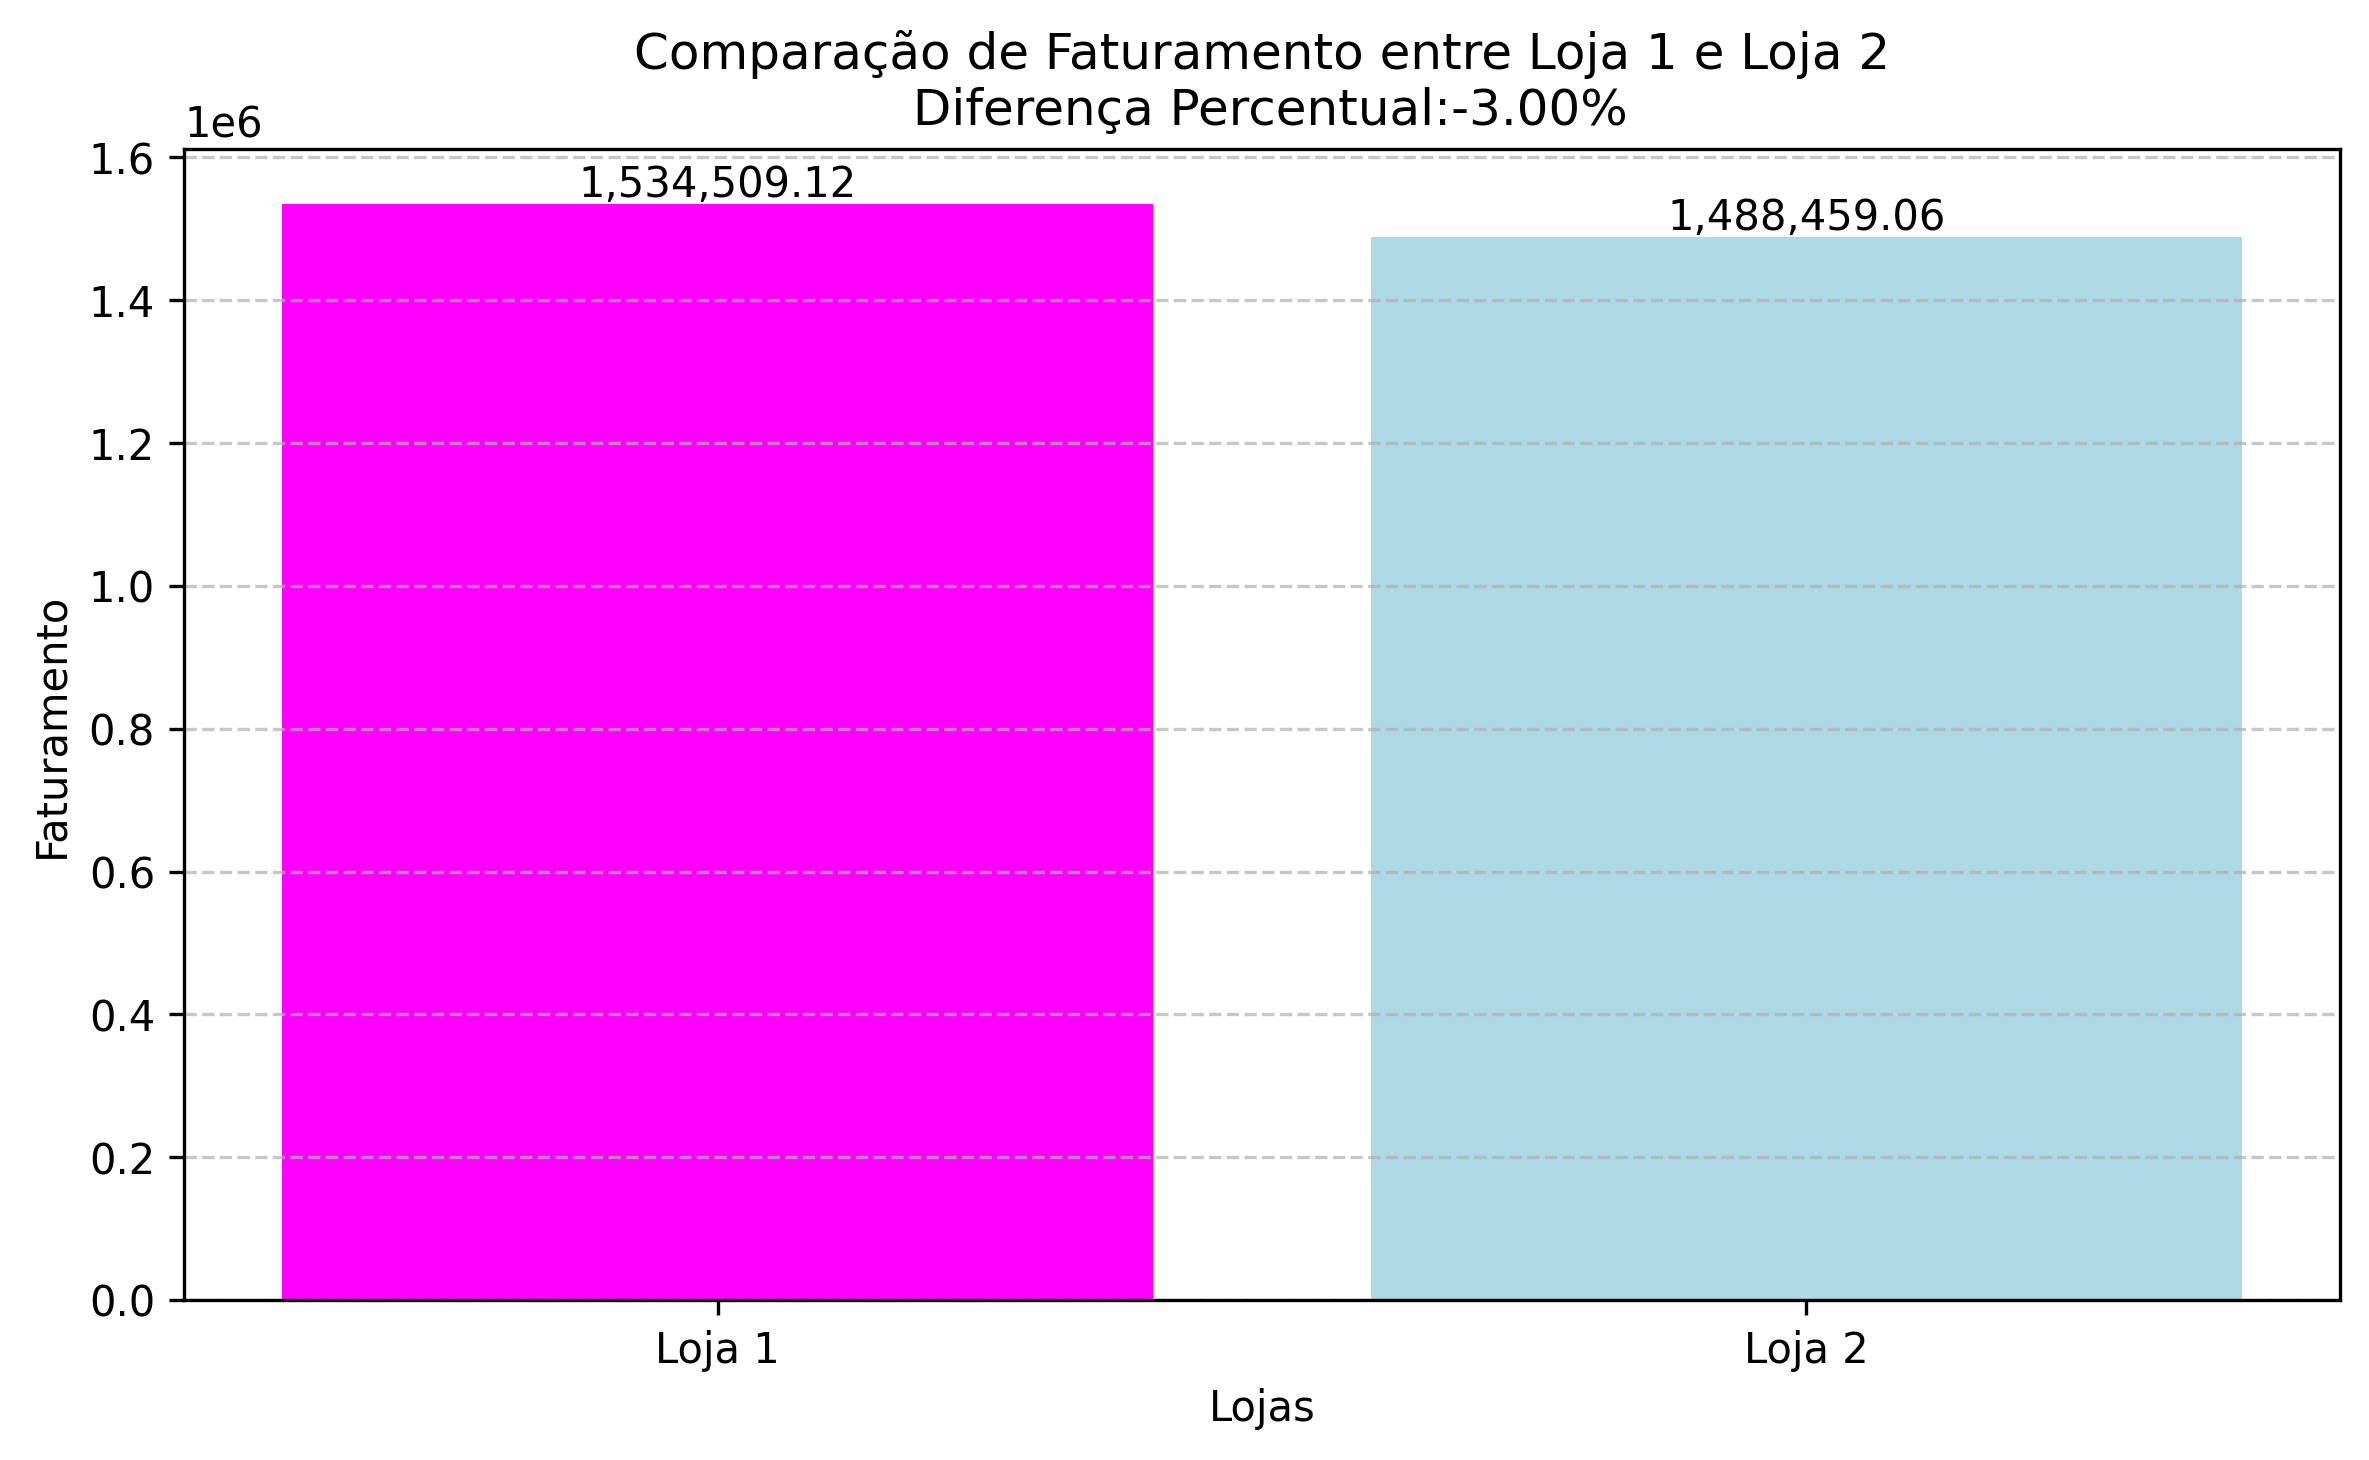 Comparação de Faturamento entre Loja 1 e Loja 2
Diferença Percentual:-3.00%
1e6
1.6
1.4
1.2
1.0
0.8
0.6
0.4
0.2
0.0
Faturamento
1,534,509.12
1,488,459.06
Loja 1
Loja 2
Lojas